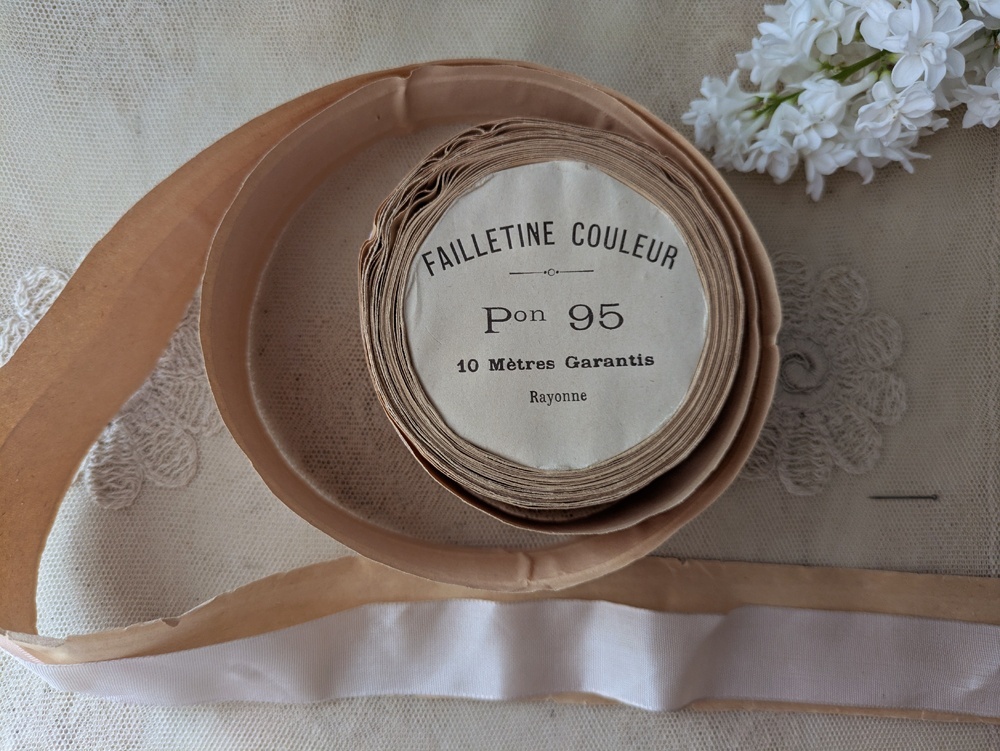 FAILLETINE COULEUR
Pon 95
10 Mètres Garantis
Rayonne